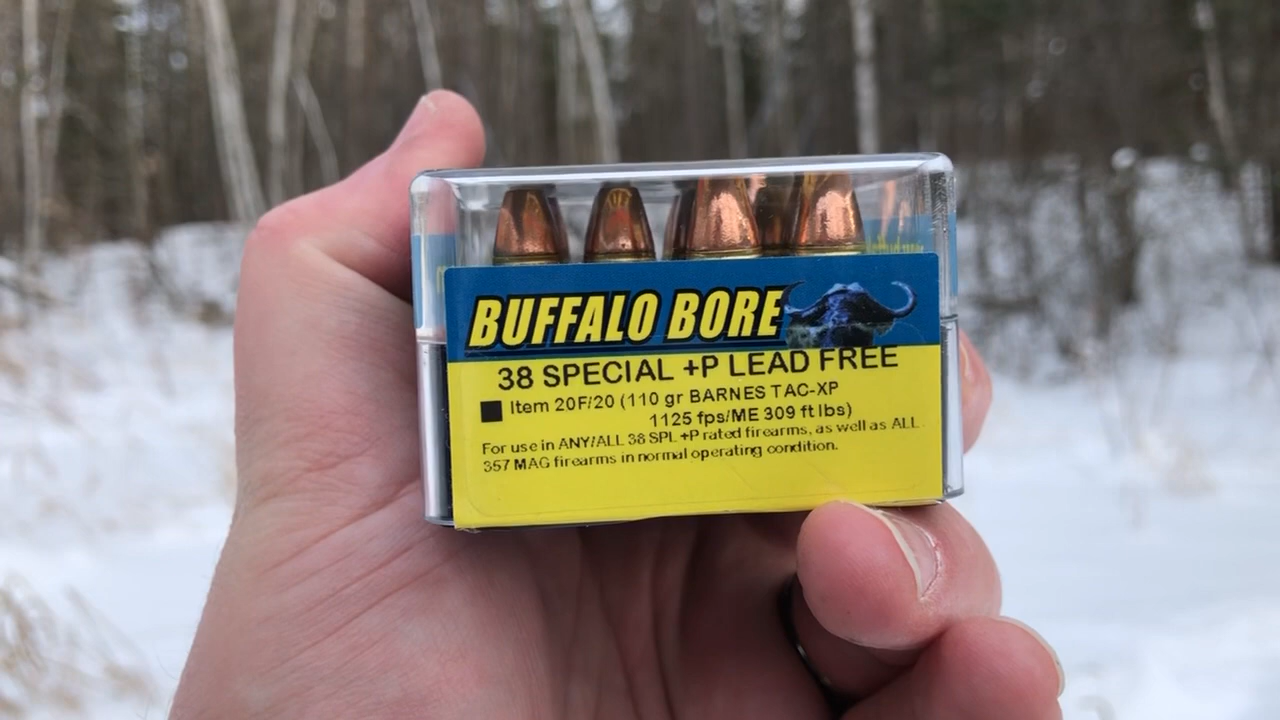 BUFFALO BORE
38 SPECIAL +P LEAD FREE
Item 20F/20 (110 gr BARNES TAC-XP
1125 fps/ME 309 ft lbs)
For use in ANY/ALL 38 SPL +P rated firearms, as well as ALL
357 MAG firearms in normal operating condition.